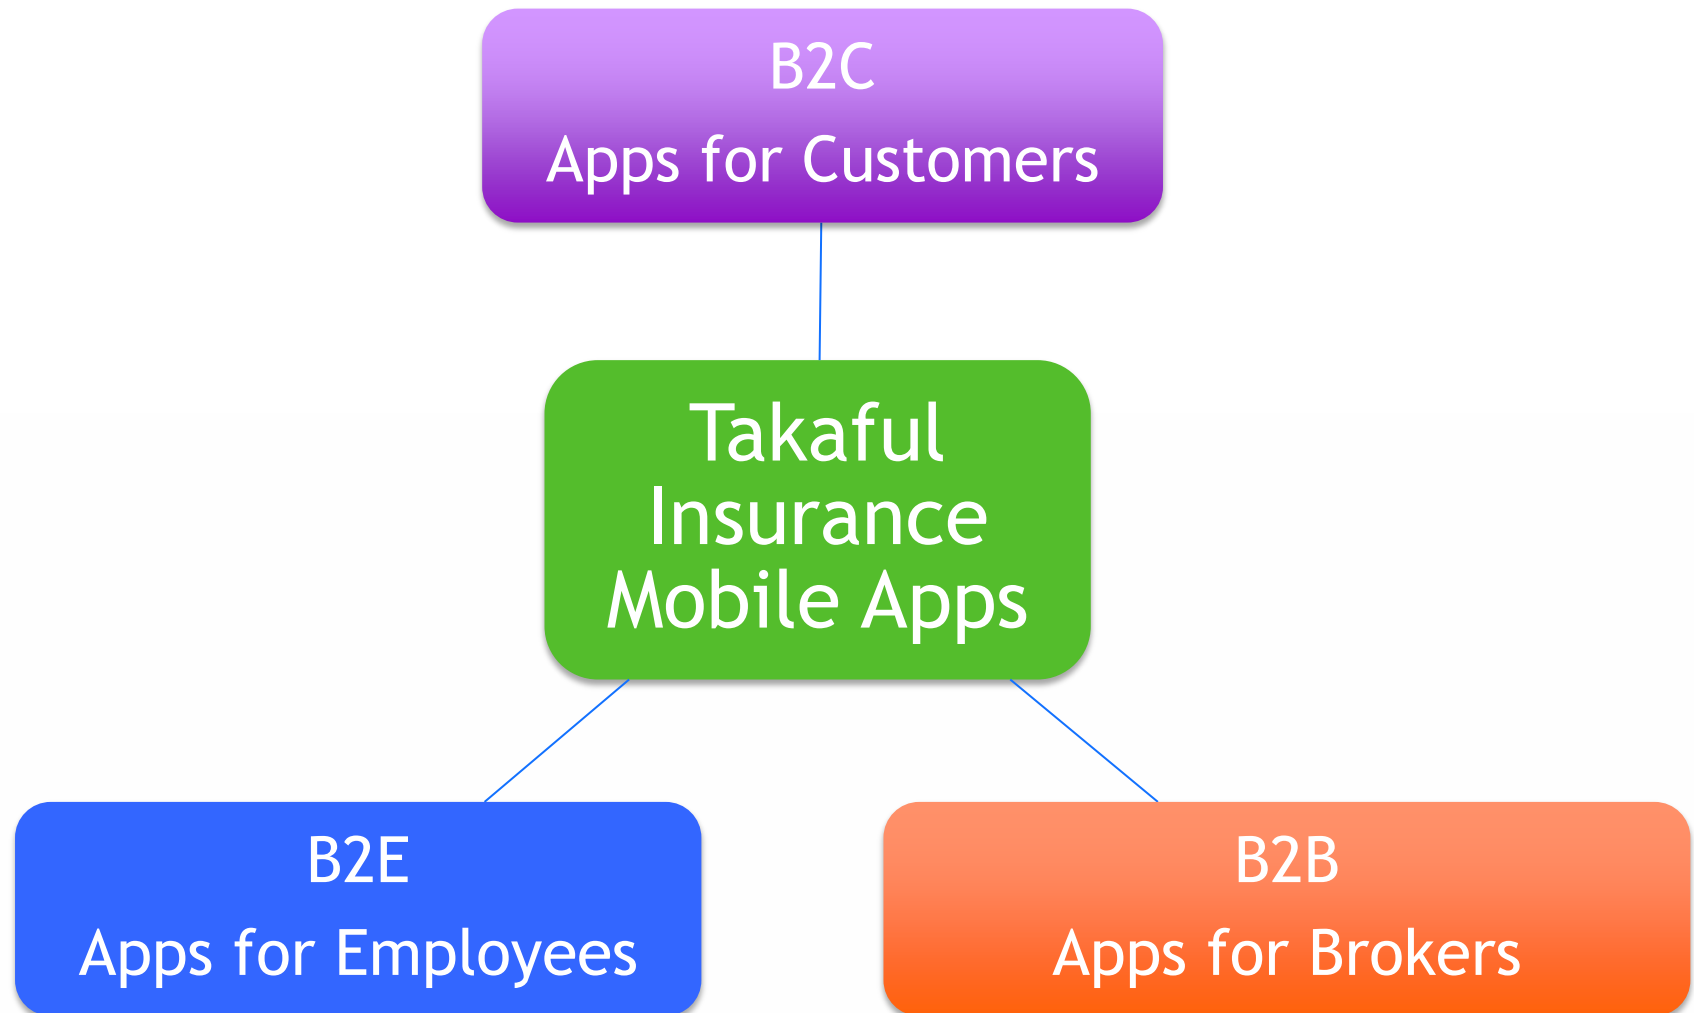 B2C
Apps for Customers
Takaful
Insurance
Mobile Apps
B2E
Apps for Employees
B2B
Apps for Brokers